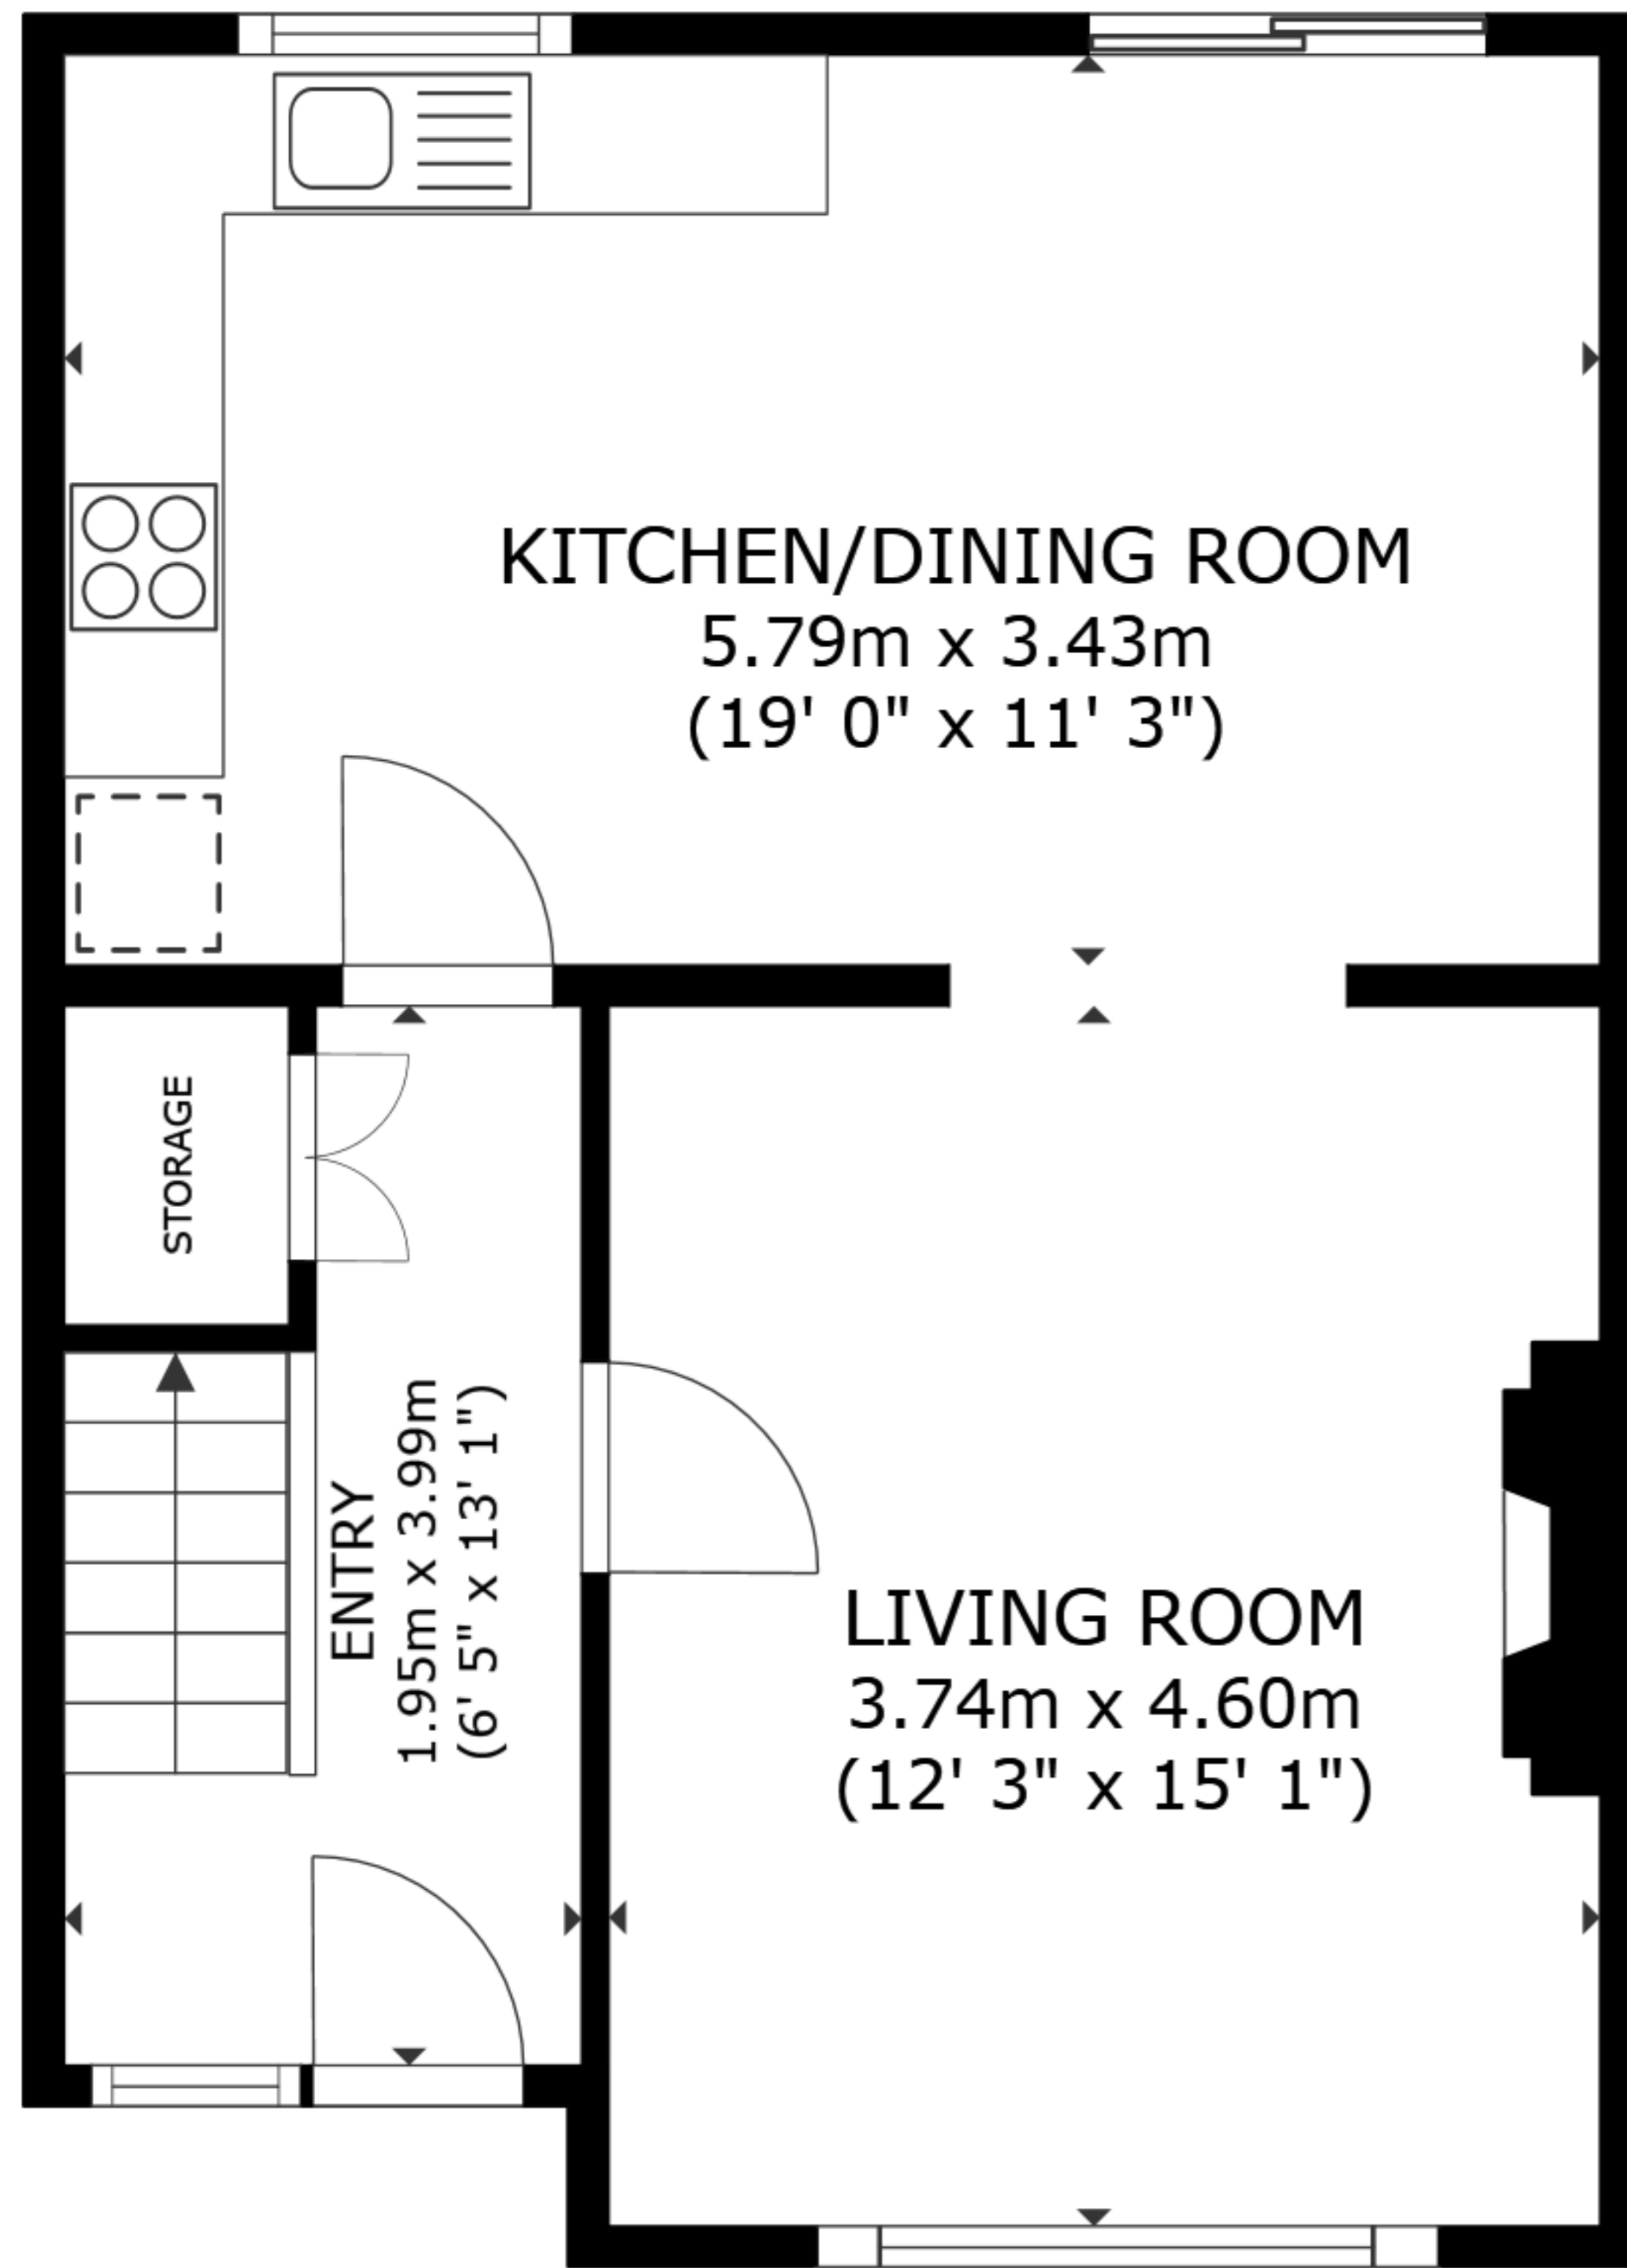 KITCHEN/DINING ROOM
5.79m x 3.43m
(19' 0" x 11' 3")
STORAGE
ENTRY
1.95m x 3.99m
(6' 5" x 13' 1")
LIVING ROOM
3.74m x 4.60m
(12' 3" x 15' 1")